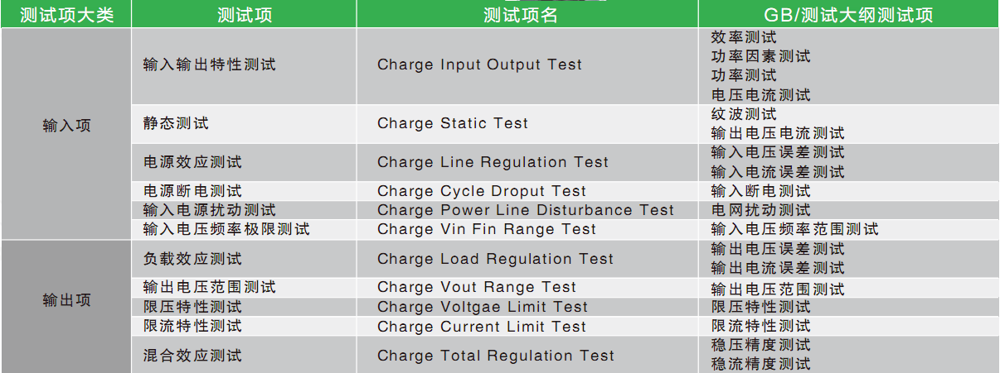 测试项大类 测试项 测试项名 GB/测试大纲测试项
输入项
输入输出特性测试 Charge Input Output Test
效率测试
功率因素测试
功率测试
电压电流测试
静态测试 Charge Static Test
纹波测试
输出电压电流测试
电源效应测试 Charge Line Regulation Test
输入电压误差测试
输入电流误差测试
电源断电测试 Charge Cycle Droput Test 输入断电测试
输入电源扰动测试 Charge Power Line Disturbance Test 电网扰动测试
输入电压频率极限测试 Charge Vin Fin Range Test 输入电压频率范围测试
输出项
负载效应测试 Charge Load Regulation Test
输出电压误差测试
输出电流误差测试
输出电压范围测试 Charge Vout Range Test 输出电压范围测试
限压特性测试 Charge Voltgae Limit Test 限压特性测试
限流特性测试 Charge Current Limit Test 限流特性测试
混合效应测试 Charge Total Regulation Test
稳压精度测试
稳流精度测试